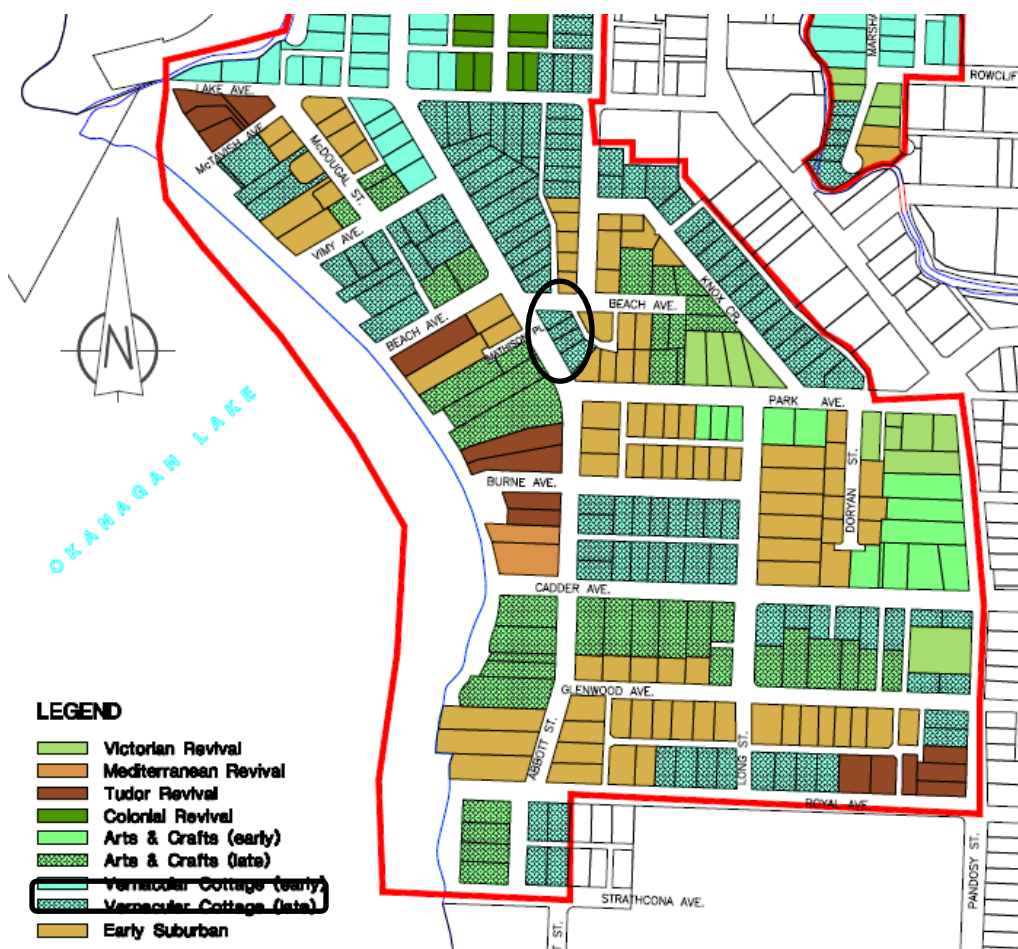 MARSHA
ROWCLIF
LAKE AVE.
McTAVISH AVE.
McDOUGAL ST.
VIMY AVE.
BEACH AVE.
KNOX CR.
BEACH AVE.
MATHISON PL.
N
PARK AVE.
OKANAGAN LAKE
BURNE AVE.
DORYAN ST.
CADDER AVE.
GLENWOOD AVE.
ABBOTT ST.
LONG ST.
ROYAL AVE.
PANDOSY ST.
STRATHCONA AVE.
T ST.
LEGEND
Victorian Revival
Mediterranean Revival
Tudor Revival
Colonial Revival
Arts & Crafts (early)
Arts & Crafts (late)
Vernacular Cottage (early)
Vernacular Cottage (late)
Early Suburban